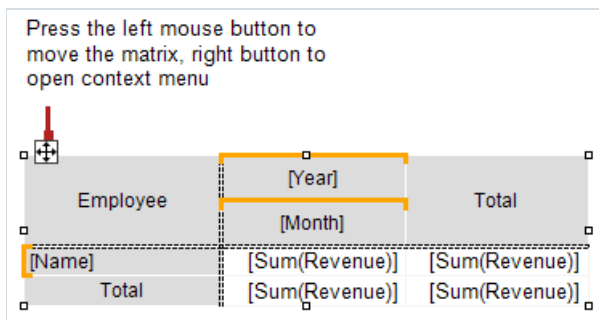 Press the left mouse button to
move the matrix, right button to
open context menu
[Year]
Employee
Total
[Month]
[Name] [Sum(Revenue)] [Sum(Revenue)]
Total [Sum(Revenue)] [Sum(Revenue)]